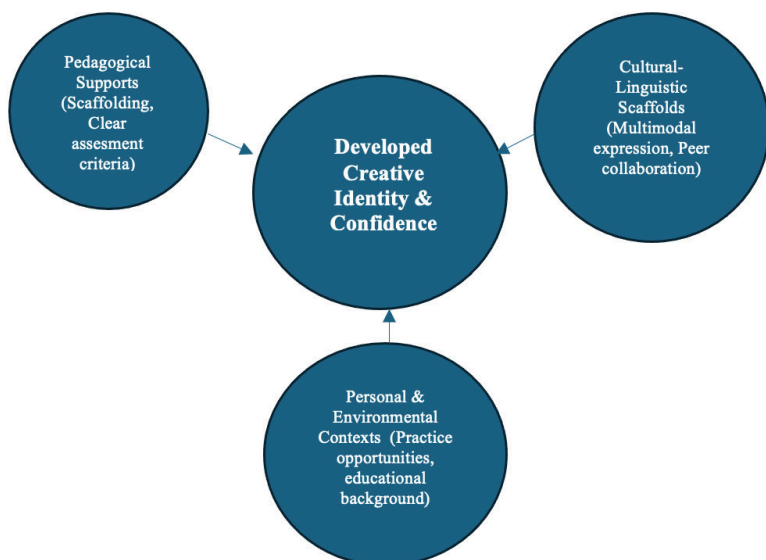 Pedagogical
Supports
(Scaffolding,
Clear
assesment
criteria)
Cultural-
Linguistic
Scaffolds
(Multimodal
expression, Peer
collaboration)
Developed
Creative
Identity &
Confidence
Personal &
Environmental
Contexts (Practice
opportunities,
educational
background)